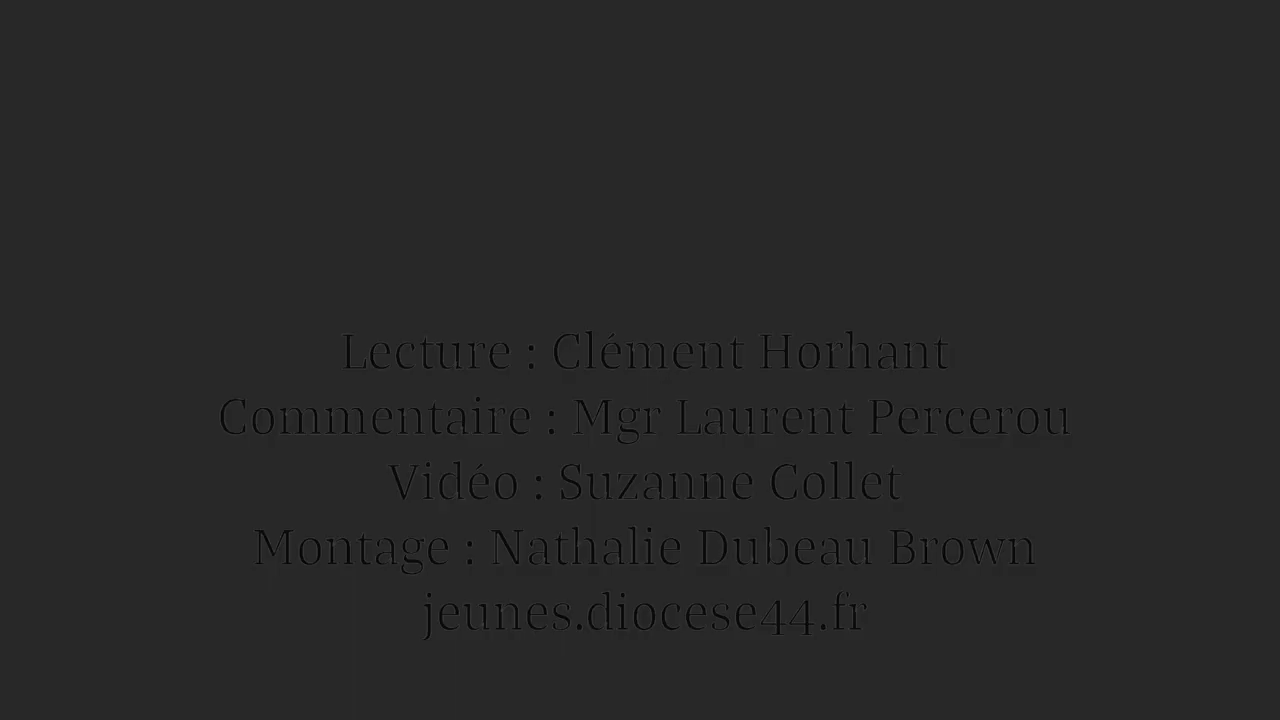 Lecture : Clément Horhant
Commentaire : Mgr Laurent Percerou
Vidéo : Suzanne Collet
Montage : Nathalie Dubeau Brown
jeunes.diocese44.fr